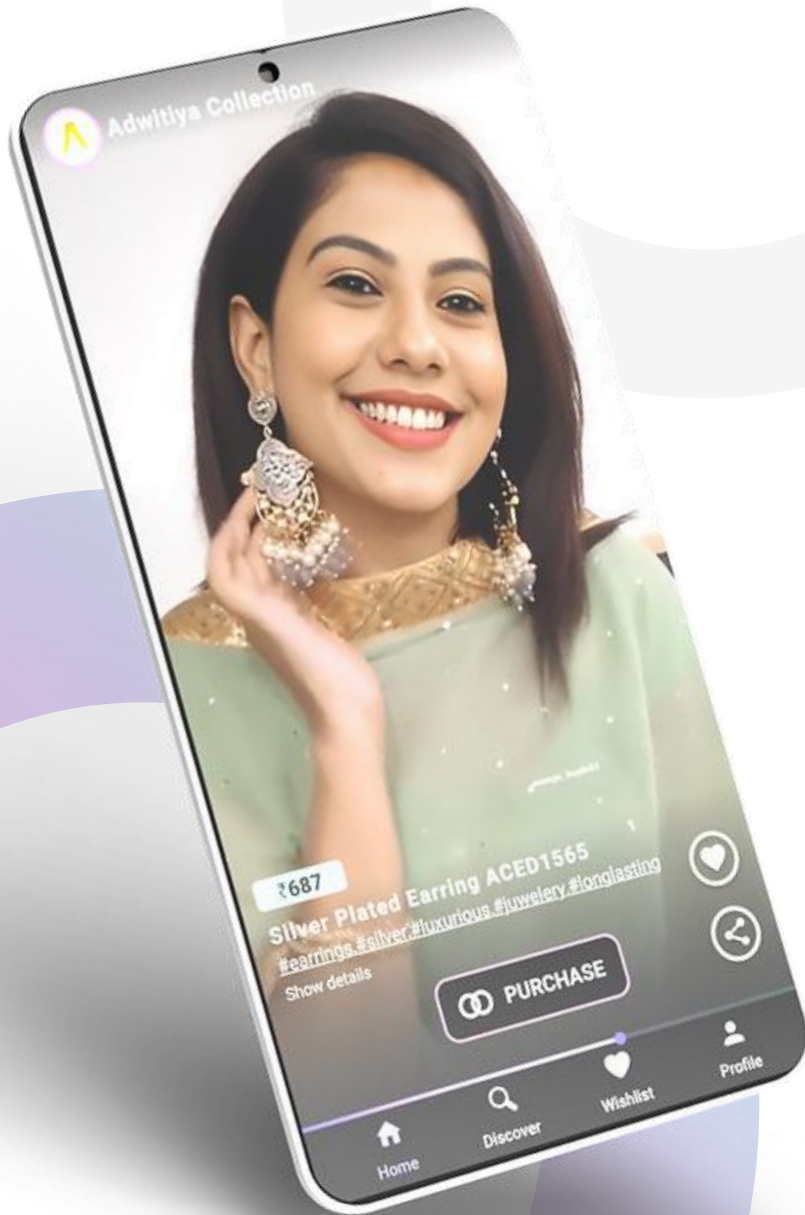 Adwitiya Collection
₹687
Silver Plated Earring ACED1565
#earrings,#silver,#luxurious,#juwelery,#longlasting
Show details
PURCHASE
Home
Discover
Wishlist
Profile